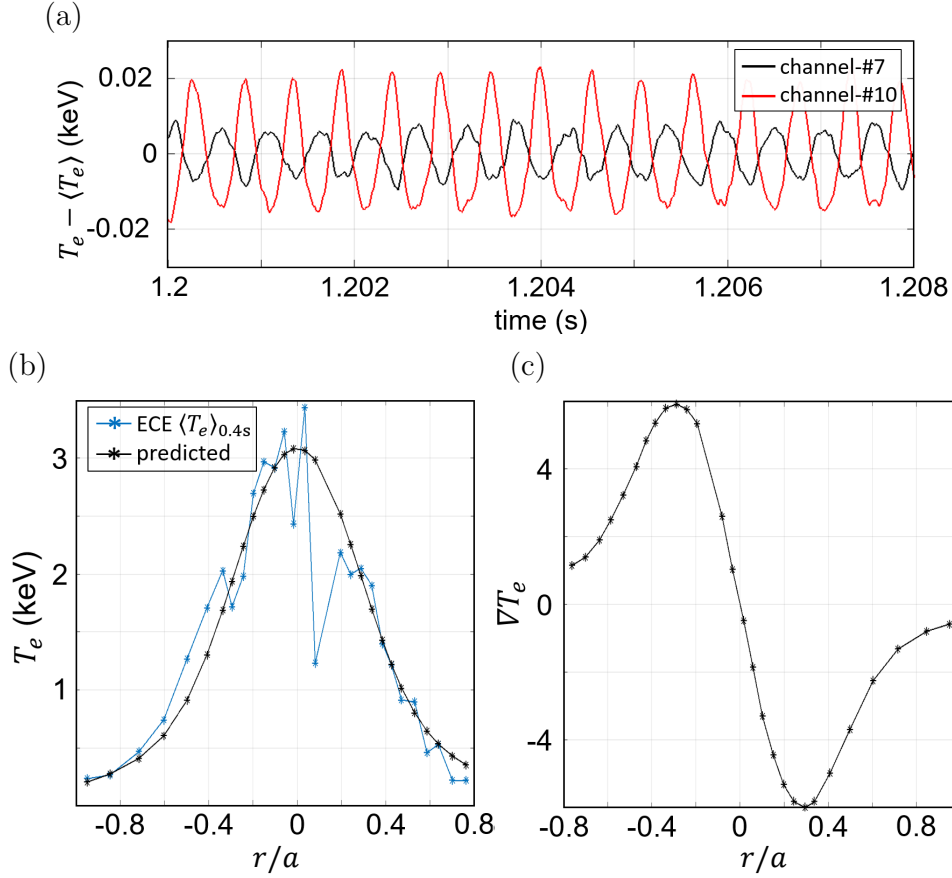 (a)
T_e − ⟨T_e⟩ (keV)
0.02
0
-0.02
channel-#7
channel-#10
1.2
1.202
1.204
1.206
1.208
time (s)
(b)
T_e (keV)
3
2
1
ECE ⟨T_e⟩_0.4s
predicted
-0.8
-0.4
0
0.4
0.8
r/a
(c)
∇T_e
4
0
-4
-0.8
-0.4
0
0.4
0.8
r/a